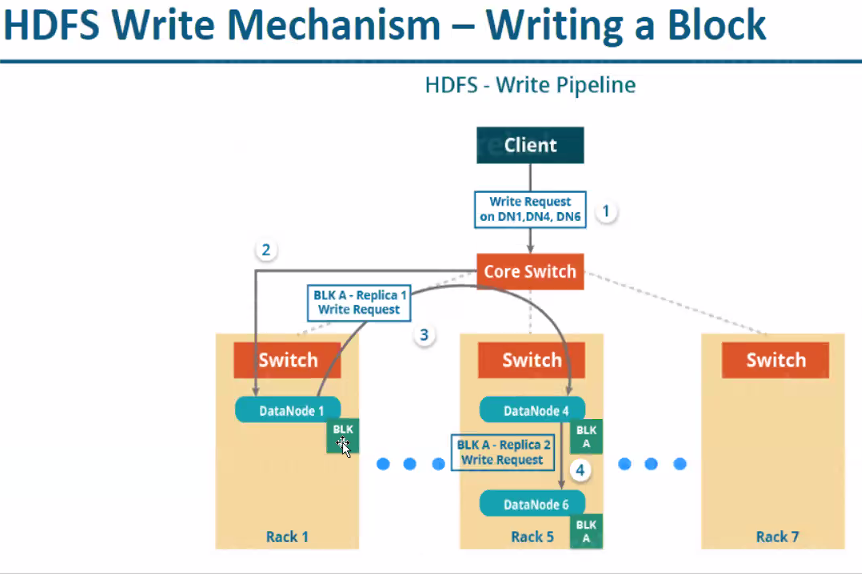 HDFS Write Mechanism – Writing a Block
HDFS - Write Pipeline
Client
Write Request
on DN1,DN4, DN6
1
Core Switch
2
BLK A - Replica 1
Write Request
3
Switch
Switch
Switch
DataNode 1
BLK
DataNode 4
BLK
A
BLK A - Replica 2
Write Request
4
DataNode 6
BLK
A
Rack 1
Rack 5
Rack 7